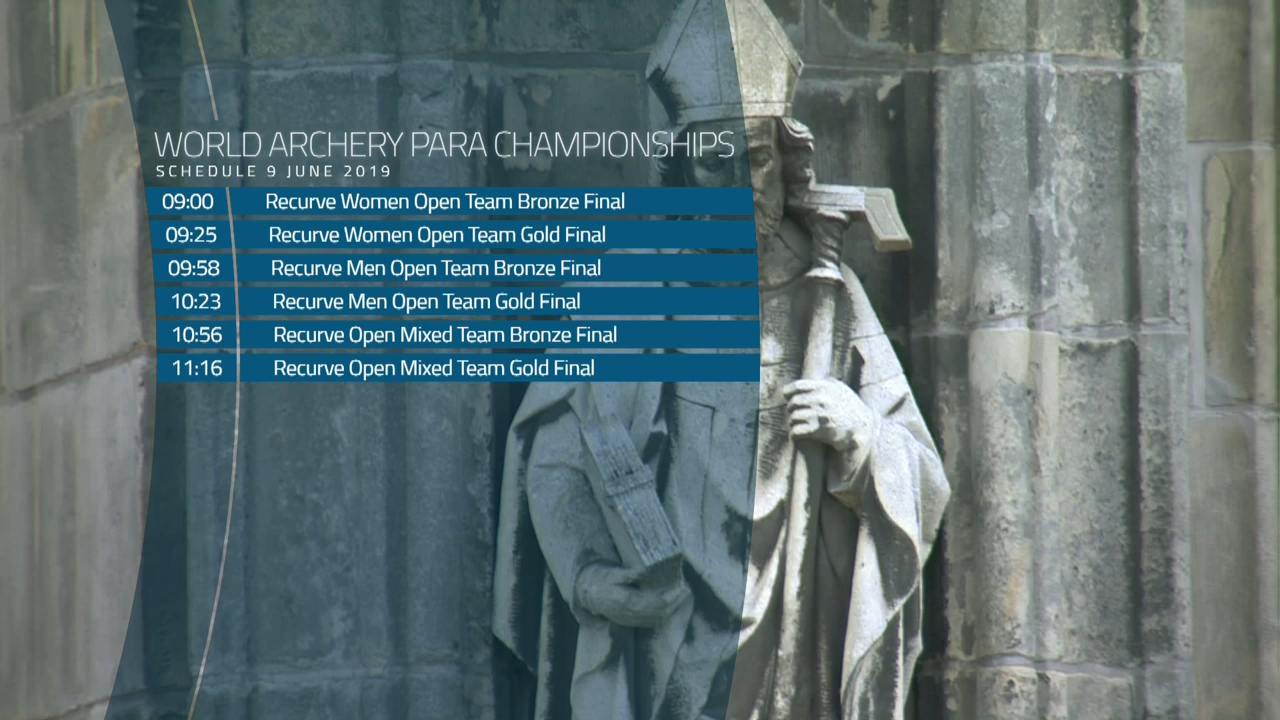 WORLD ARCHERY PARA CHAMPIONSHIPS
SCHEDULE 9 JUNE 2019
09:00 Recurve Women Open Team Bronze Final
09:25 Recurve Women Open Team Gold Final
09:58 Recurve Men Open Team Bronze Final
10:23 Recurve Men Open Team Gold Final
10:56 Recurve Open Mixed Team Bronze Final
11:16 Recurve Open Mixed Team Gold Final